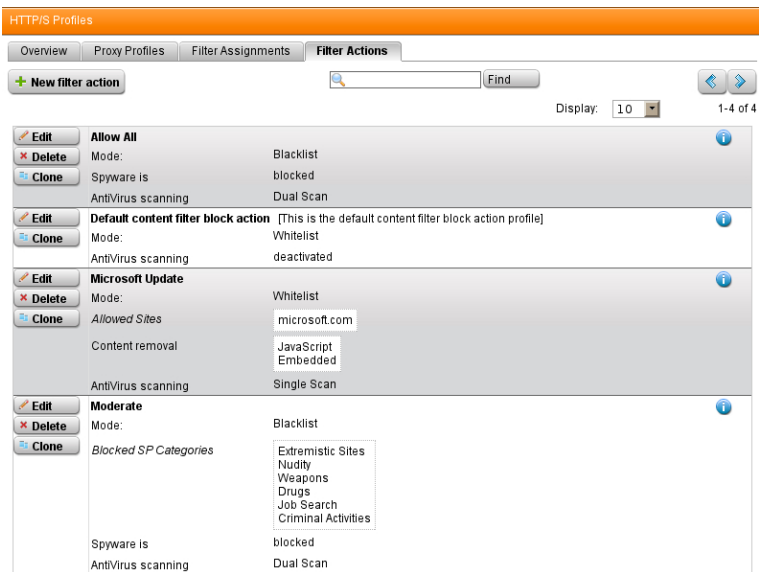 HTTP/S Profiles
Overview Proxy Profiles Filter Assignments Filter Actions
New filter action Find
Display: 10 1-4 of 4
Edit Allow All
Delete Mode: Blacklist
Clone Spyware is blocked
AntiVirus scanning Dual Scan
Edit Default content filter block action [This is the default content filter block action profile]
Clone Mode: Whitelist
AntiVirus scanning deactivated
Edit Microsoft Update
Delete Mode: Whitelist
Clone Allowed Sites microsoft.com
Content removal JavaScript
Embedded
AntiVirus scanning Single Scan
Edit Moderate
Delete Mode: Blacklist
Clone Blocked SP Categories Extremistic Sites
Nudity
Weapons
Drugs
Job Search
Criminal Activities
Spyware is blocked
AntiVirus scanning Dual Scan